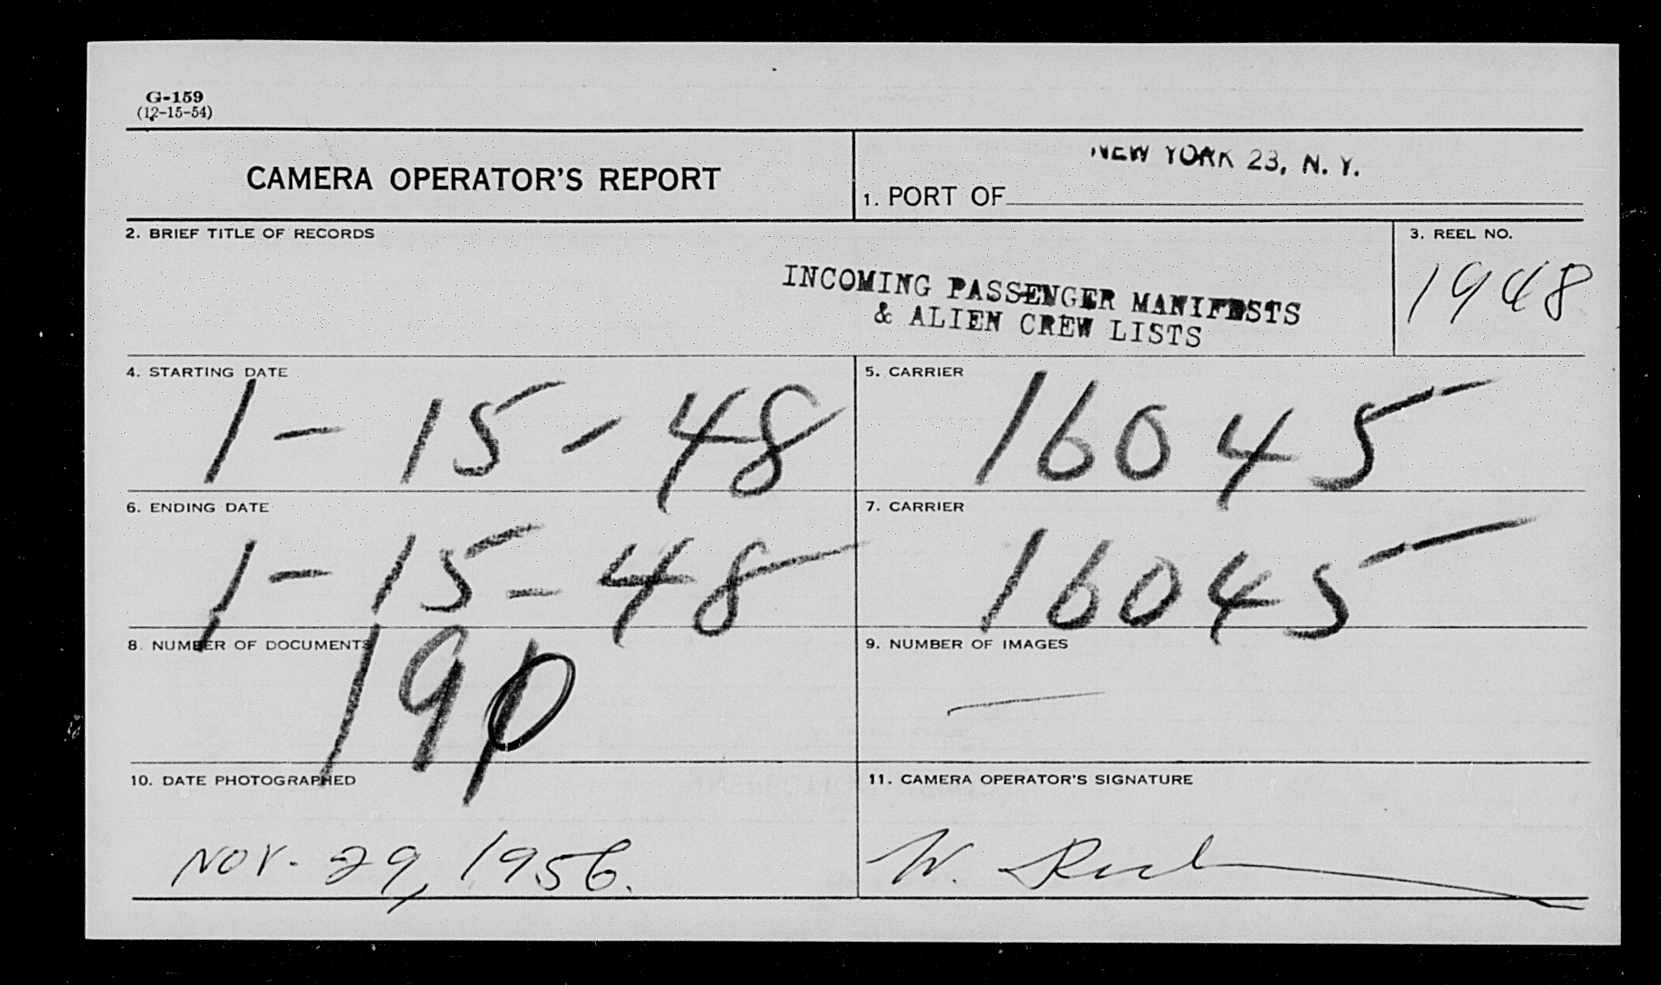 G-159
(12-15-54)
CAMERA OPERATOR'S REPORT
NEW YORK 23, N. Y.
1. PORT OF
2. BRIEF TITLE OF RECORDS
INCOMING PASSENGER MANIFESTS
& ALIEN CREW LISTS
3. REEL NO.
1948
4. STARTING DATE
1-15-48
5. CARRIER
16045
6. ENDING DATE
1-15-48
7. CARRIER
16045
8. NUMBER OF DOCUMENTS
190
9. NUMBER OF IMAGES
—
10. DATE PHOTOGRAPHED
NOV. 29, 1956.
11. CAMERA OPERATOR'S SIGNATURE
W.